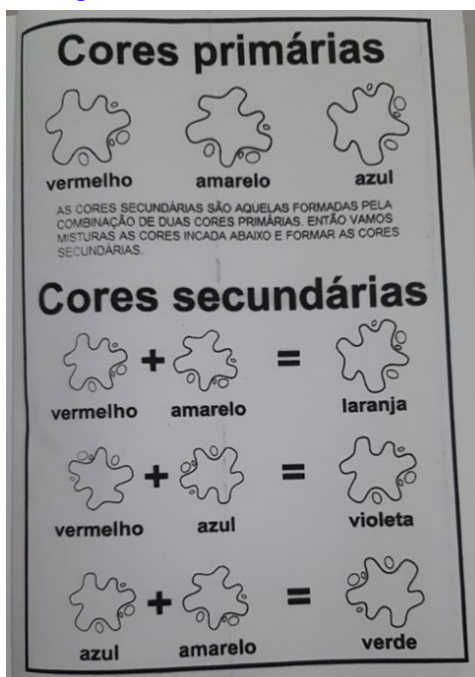 Cores primárias
vermelho amarelo azul
AS CORES SECUNDÁRIAS SÃO AQUELAS FORMADAS PELA
COMBINAÇÃO DE DUAS CORES PRIMÁRIAS. ENTÃO VAMOS
MISTURAS AS CORES INCADA ABAIXO E FORMAR AS CORES
SECUNDÁRIAS.
Cores secundárias
+ =
vermelho amarelo laranja
+ =
vermelho azul violeta
+ =
azul amarelo verde